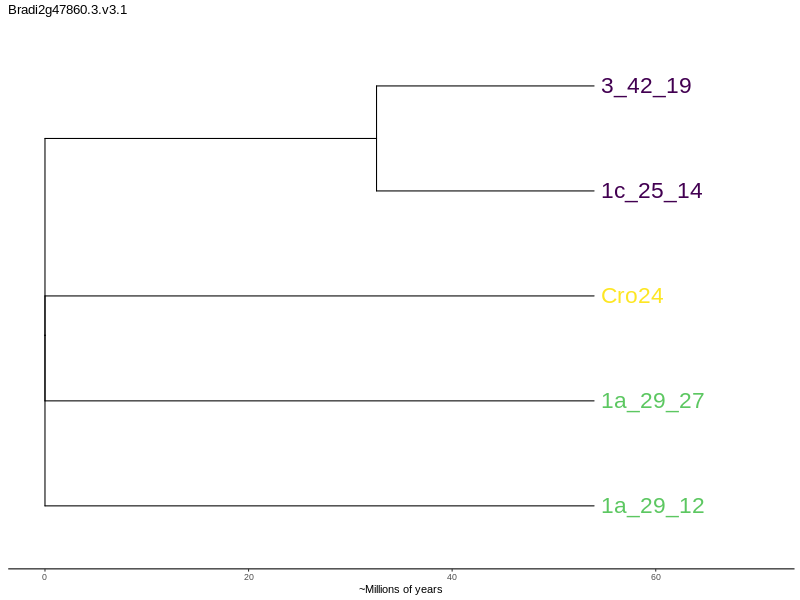 Bradi2g47860.3.v3.1
3_42_19
1c_25_14
Cro24
1a_29_27
1a_29_12
0 20 40 60
~Millions of years